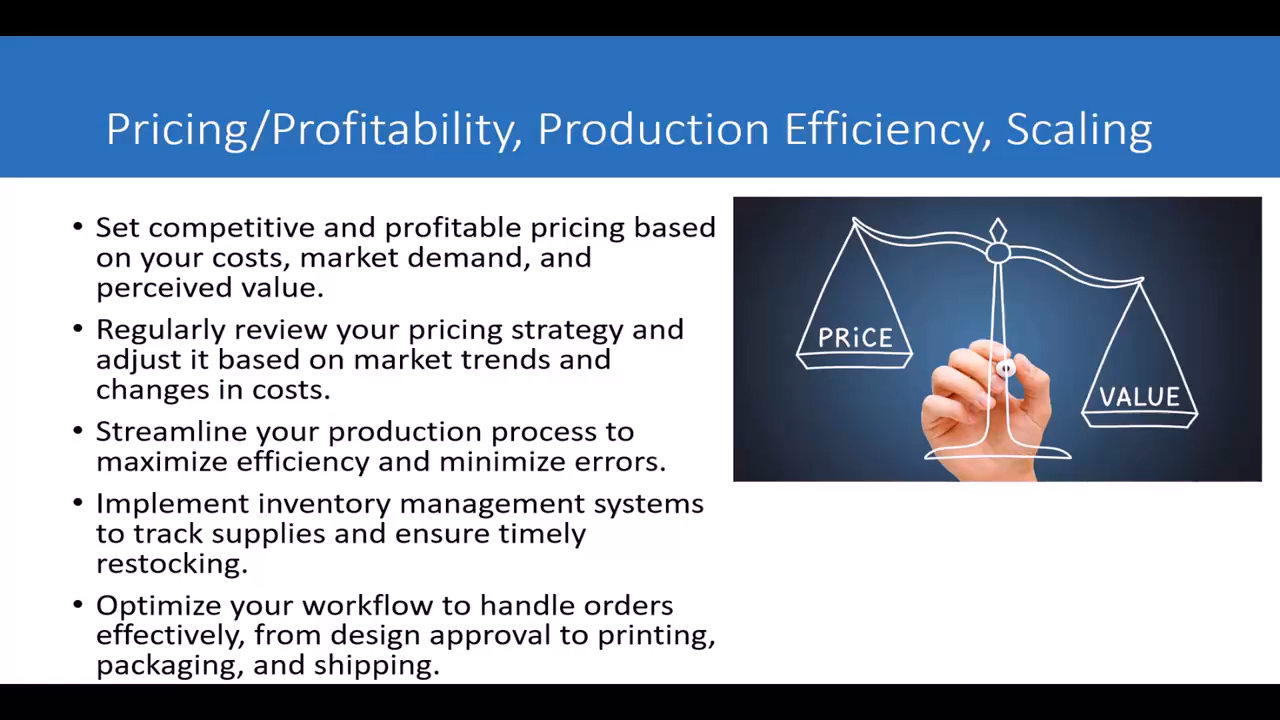 Pricing/Profitability, Production Efficiency, Scaling
• Set competitive and profitable pricing based
on your costs, market demand, and
perceived value.
• Regularly review your pricing strategy and
adjust it based on market trends and
changes in costs.
• Streamline your production process to
maximize efficiency and minimize errors.
• Implement inventory management systems
to track supplies and ensure timely
restocking.
• Optimize your workflow to handle orders
effectively, from design approval to printing,
packaging, and shipping.
PRiCE
VALUE